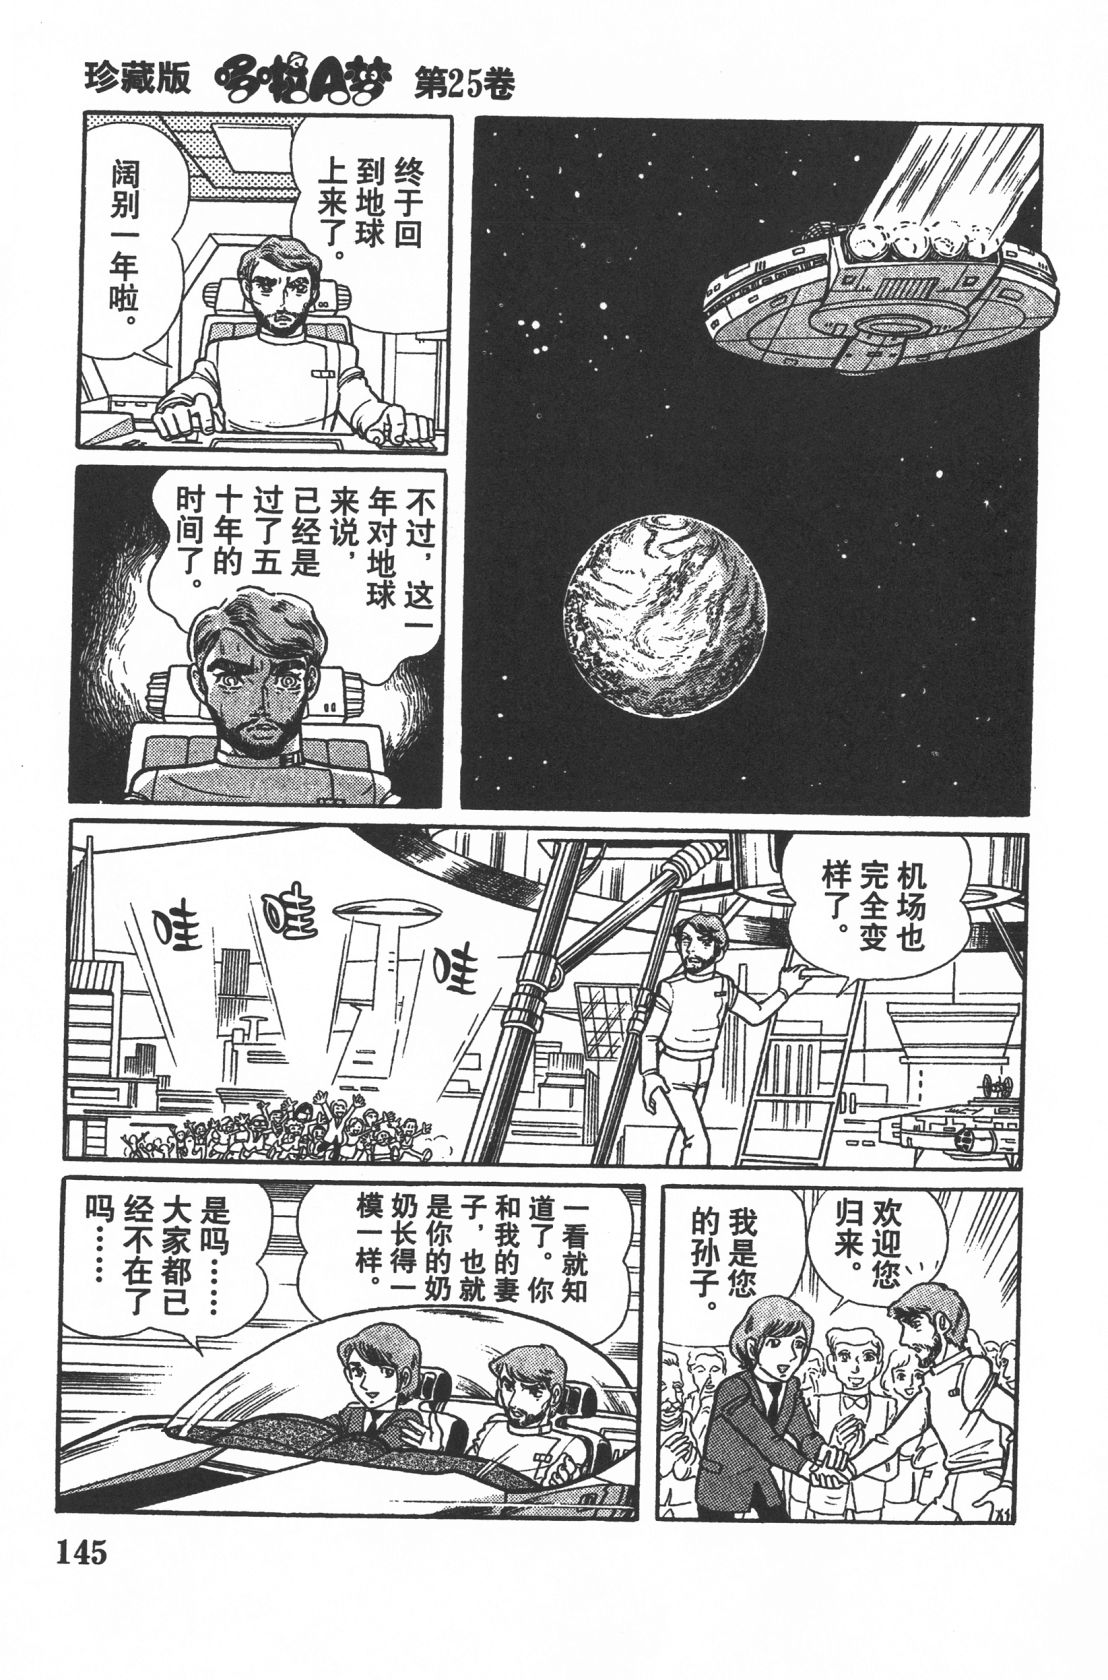 珍藏版 哆啦A梦 第25卷
终于回
到地球
上来了。
阔别一年啦。
不过，这一
年对地球
来说，
已经是
过了五
十年的
时间了。
机场也
完全变
样了。
哇
哇
哇
欢迎您
归来。
我是您
的孙子。
一看就知
道了。你
和我的妻
子，也就
是你的奶
奶长得一
模一样。
是吗……
大家都已
经不在了
吗……
145